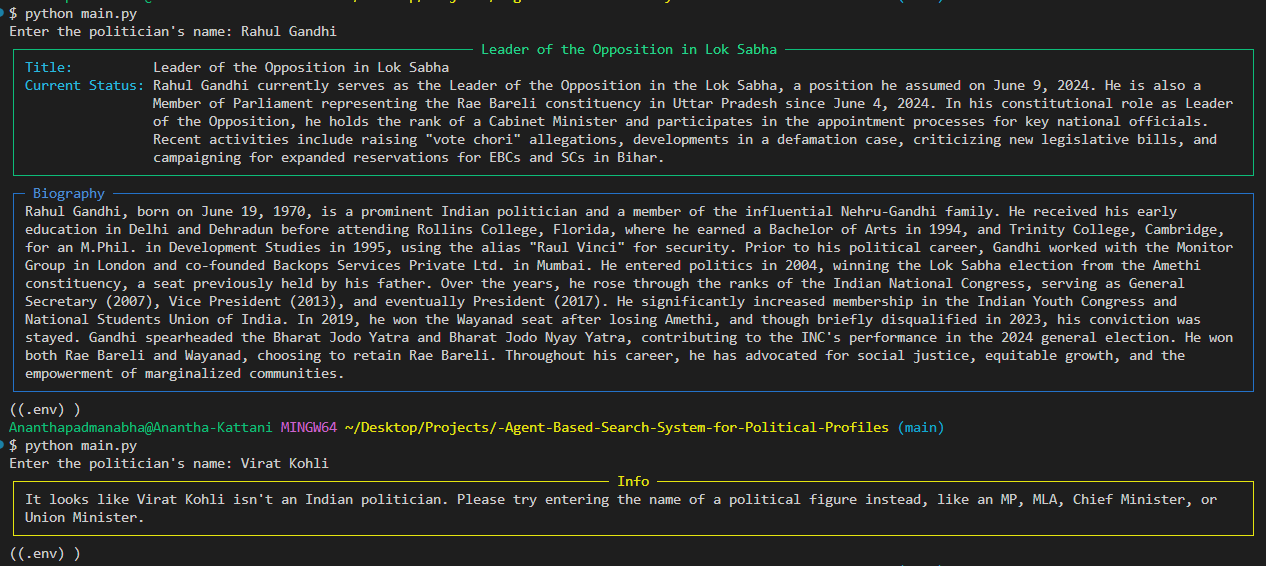 $ python main.py
Enter the politician's name: Rahul Gandhi
Leader of the Opposition in Lok Sabha
Title: Leader of the Opposition in Lok Sabha
Current Status: Rahul Gandhi currently serves as the Leader of the Opposition in the Lok Sabha, a position he assumed on June 9, 2024. He is also a
Member of Parliament representing the Rae Bareli constituency in Uttar Pradesh since June 4, 2024. In his constitutional role as Leader
of the Opposition, he holds the rank of a Cabinet Minister and participates in the appointment processes for key national officials.
Recent activities include raising "vote chori" allegations, developments in a defamation case, criticizing new legislative bills, and
campaigning for expanded reservations for EBCs and SCs in Bihar.
Biography
Rahul Gandhi, born on June 19, 1970, is a prominent Indian politician and a member of the influential Nehru-Gandhi family. He received his early
education in Delhi and Dehradun before attending Rollins College, Florida, where he earned a Bachelor of Arts in 1994, and Trinity College, Cambridge,
for an M.Phil. in Development Studies in 1995, using the alias "Raul Vinci" for security. Prior to his political career, Gandhi worked with the Monitor
Group in London and co-founded Backops Services Private Ltd. in Mumbai. He entered politics in 2004, winning the Lok Sabha election from the Amethi
constituency, a seat previously held by his father. Over the years, he rose through the ranks of the Indian National Congress, serving as General
Secretary (2007), Vice President (2013), and eventually President (2017). He significantly increased membership in the Indian Youth Congress and
National Students Union of India. In 2019, he won the Wayanad seat after losing Amethi, and though briefly disqualified in 2023, his conviction was
stayed. Gandhi spearheaded the Bharat Jodo Yatra and Bharat Jodo Nyay Yatra, contributing to the INC's performance in the 2024 general election. He won
both Rae Bareli and Wayanad, choosing to retain Rae Bareli. Throughout his career, he has advocated for social justice, equitable growth, and the
empowerment of marginalized communities.
((.env) )
Ananthapadmanabha@Anantha-Kattani MINGW64 ~/Desktop/Projects/-Agent-Based-Search-System-for-Political-Profiles (main)
$ python main.py
Enter the politician's name: Virat Kohli
Info
It looks like Virat Kohli isn't an Indian politician. Please try entering the name of a political figure instead, like an MP, MLA, Chief Minister, or
Union Minister.
((.env) )